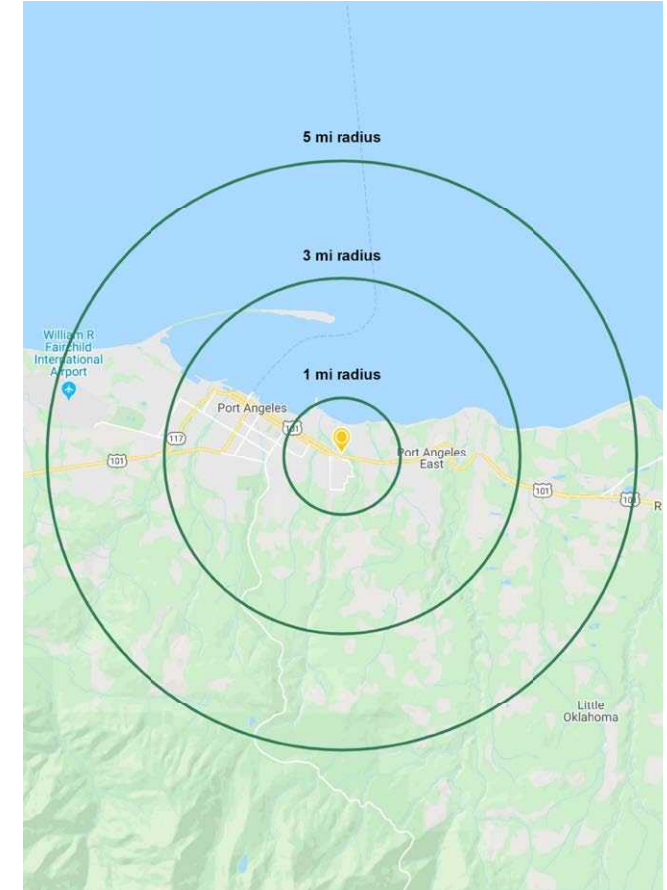 5 mi radius
3 mi radius
William R
Fairchild
International
Airport
1 mi radius
Port Angeles
101
117
Port Angeles
East
101
101
101
R
Little
Oklahoma